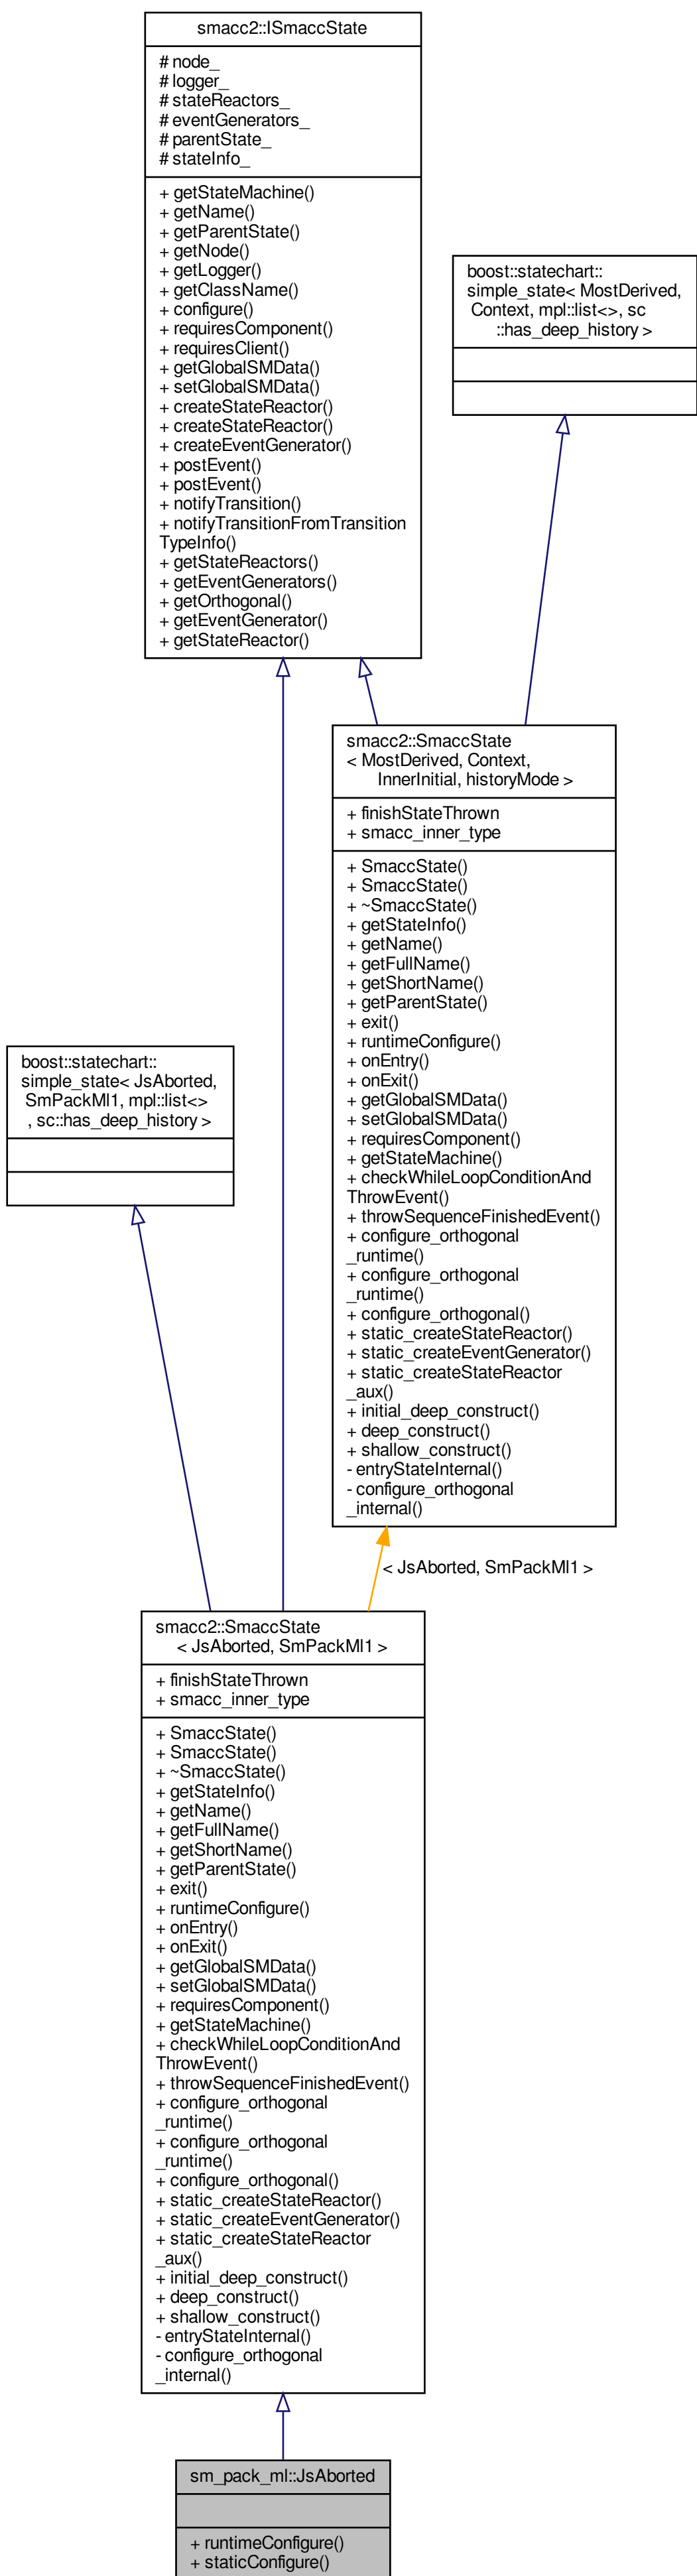 smacc2::ISmaccState
# node_
# logger_
# stateReactors_
# eventGenerators_
# parentState_
# stateInfo_
+ getStateMachine()
+ getName()
+ getParentState()
+ getNode()
+ getLogger()
+ getClassName()
+ configure()
+ requiresComponent()
+ requiresClient()
+ getGlobalSMData()
+ setGlobalSMData()
+ createStateReactor()
+ createStateReactor()
+ createEventGenerator()
+ postEvent()
+ postEvent()
+ notifyTransition()
+ notifyTransitionFromTransition
TypeInfo()
+ getStateReactors()
+ getEventGenerators()
+ getOrthogonal()
+ getEventGenerator()
+ getStateReactor()
boost::statechart::
simple_state< MostDerived,
Context, mpl::list<>, sc
::has_deep_history >
smacc2::SmaccState
< MostDerived, Context,
InnerInitial, historyMode >
+ finishStateThrown
+ smacc_inner_type
+ SmaccState()
+ SmaccState()
+ ~SmaccState()
+ getStateInfo()
+ getName()
+ getFullName()
+ getShortName()
+ getParentState()
+ exit()
+ runtimeConfigure()
+ onEntry()
+ onExit()
+ getGlobalSMData()
+ setGlobalSMData()
+ requiresComponent()
+ getStateMachine()
+ checkWhileLoopConditionAnd
ThrowEvent()
+ throwSequenceFinishedEvent()
+ configure_orthogonal
_runtime()
+ configure_orthogonal
_runtime()
+ configure_orthogonal()
+ static_createStateReactor()
+ static_createEventGenerator()
+ static_createStateReactor
_aux()
+ initial_deep_construct()
+ deep_construct()
+ shallow_construct()
- entryStateInternal()
- configure_orthogonal
_internal()
boost::statechart::
simple_state< JsAborted,
SmPackMl1, mpl::list<>
, sc::has_deep_history >
< JsAborted, SmPackMl1 >
smacc2::SmaccState
< JsAborted, SmPackMl1 >
+ finishStateThrown
+ smacc_inner_type
+ SmaccState()
+ SmaccState()
+ ~SmaccState()
+ getStateInfo()
+ getName()
+ getFullName()
+ getShortName()
+ getParentState()
+ exit()
+ runtimeConfigure()
+ onEntry()
+ onExit()
+ getGlobalSMData()
+ setGlobalSMData()
+ requiresComponent()
+ getStateMachine()
+ checkWhileLoopConditionAnd
ThrowEvent()
+ throwSequenceFinishedEvent()
+ configure_orthogonal
_runtime()
+ configure_orthogonal
_runtime()
+ configure_orthogonal()
+ static_createStateReactor()
+ static_createEventGenerator()
+ static_createStateReactor
_aux()
+ initial_deep_construct()
+ deep_construct()
+ shallow_construct()
- entryStateInternal()
- configure_orthogonal
_internal()
sm_pack_ml::JsAborted
+ runtimeConfigure()
+ staticConfigure()